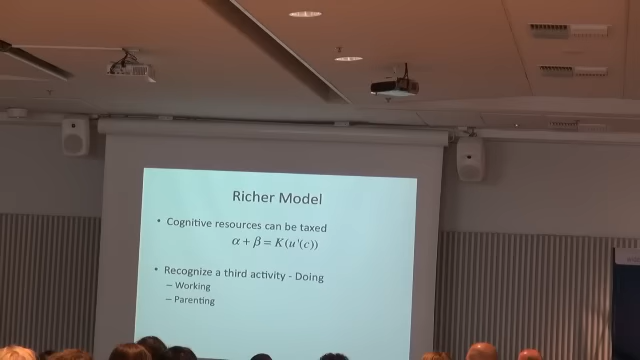 Richer Model
• Cognitive resources can be taxed
α + β = K(u'(c))
• Recognize a third activity - Doing
– Working
– Parenting